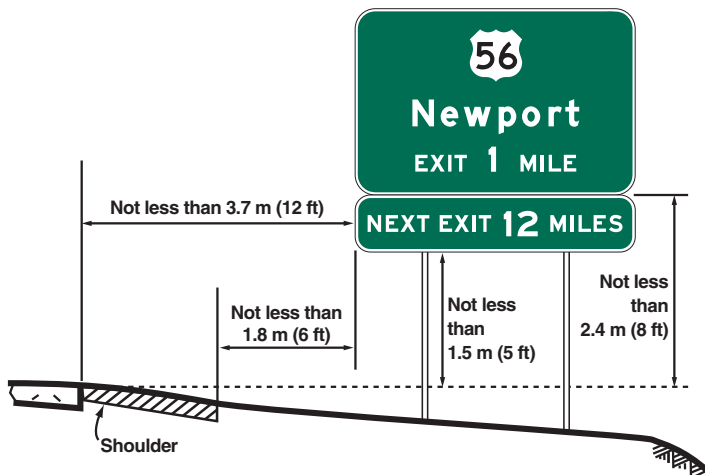 56
Newport
EXIT 1 MILE
NEXT EXIT 12 MILES
Not less than 3.7 m (12 ft)
Not less than
1.8 m (6 ft)
Not less
than
1.5 m (5 ft)
Not less
than
2.4 m (8 ft)
Shoulder